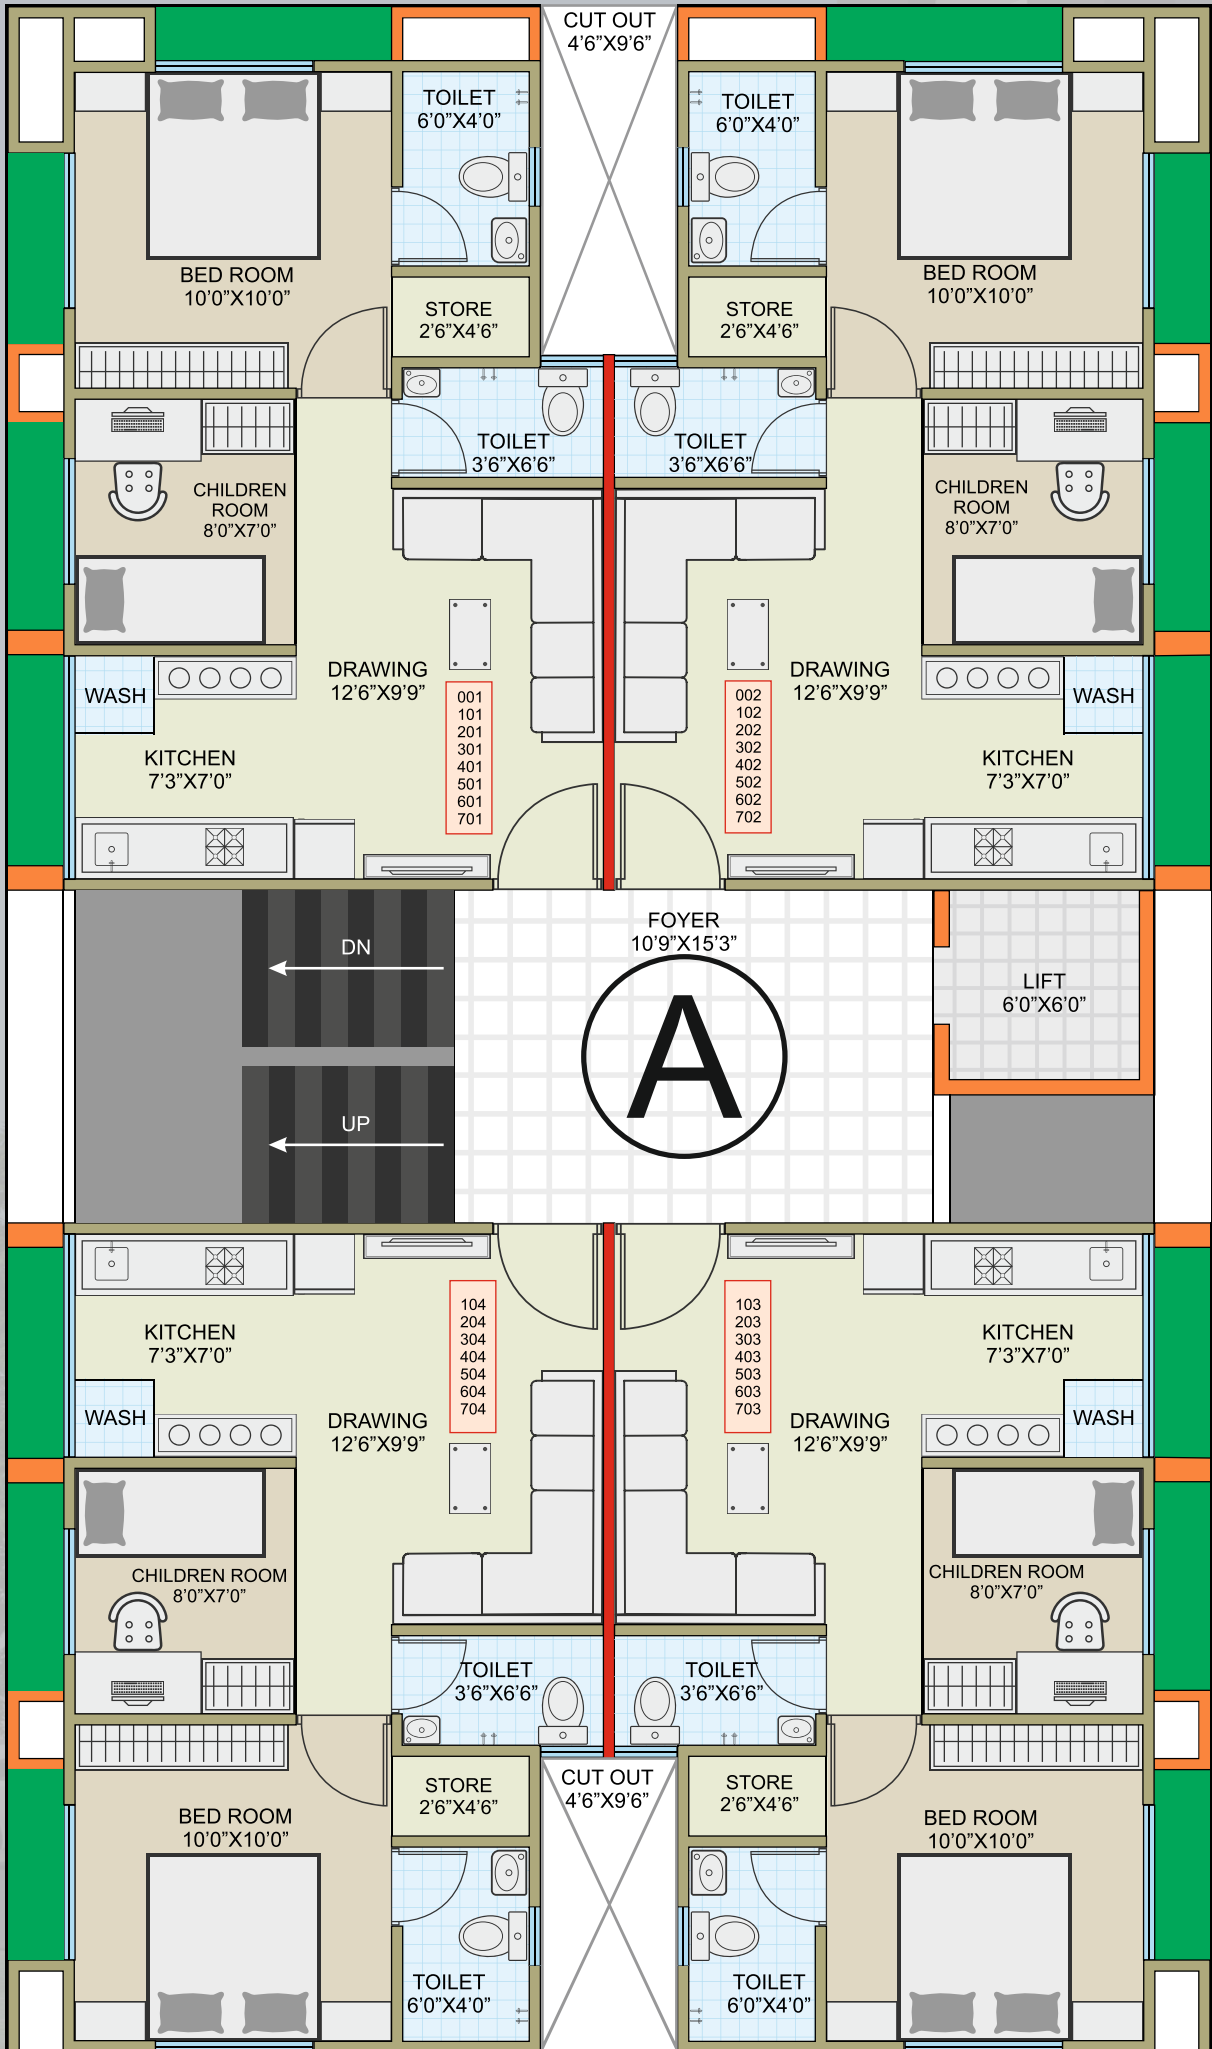 CUT OUT
4'6"X9'6"
TOILET
6'0"X4'0"
TOILET
6'0"X4'0"
BED ROOM
10'0"X10'0"
STORE
2'6"X4'6"
STORE
2'6"X4'6"
BED ROOM
10'0"X10'0"
TOILET
3'6"X6'6"
TOILET
3'6"X6'6"
CHILDREN
ROOM
8'0"X7'0"
CHILDREN
ROOM
8'0"X7'0"
WASH
DRAWING
12'6"X9'9"
DRAWING
12'6"X9'9"
WASH
001
101
201
301
401
501
601
701
002
102
202
302
402
502
602
702
KITCHEN
7'3"X7'0"
KITCHEN
7'3"X7'0"
FOYER
10'9"X15'3"
DN
LIFT
6'0"X6'0"
A
UP
104
204
304
404
504
604
704
103
203
303
403
503
603
703
KITCHEN
7'3"X7'0"
KITCHEN
7'3"X7'0"
WASH
DRAWING
12'6"X9'9"
DRAWING
12'6"X9'9"
WASH
CHILDREN ROOM
8'0"X7'0"
CHILDREN ROOM
8'0"X7'0"
TOILET
3'6"X6'6"
TOILET
3'6"X6'6"
CUT OUT
4'6"X9'6"
STORE
2'6"X4'6"
STORE
2'6"X4'6"
BED ROOM
10'0"X10'0"
BED ROOM
10'0"X10'0"
TOILET
6'0"X4'0"
TOILET
6'0"X4'0"